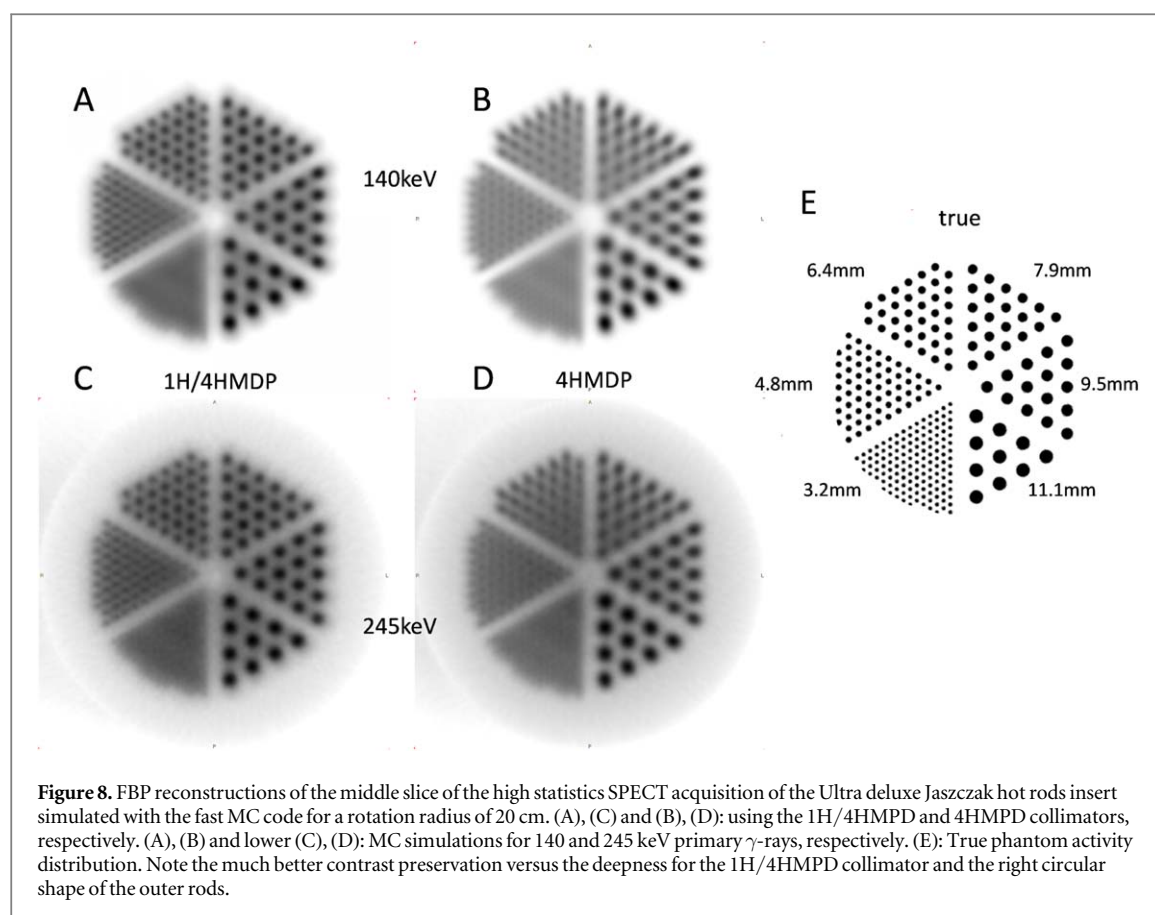 A
B
140keV
E
true
6.4mm
7.9mm
4.8mm
9.5mm
3.2mm
11.1mm
C
1H/4HMDP
D
4HMDP
245keV
Figure 8. FBP reconstructions of the middle slice of the high statistics SPECT acquisition of the Ultra deluxe Jaszczak hot rods insert
simulated with the fast MC code for a rotation radius of 20 cm. (A), (C) and (B), (D): using the 1H/4HMPD and 4HMPD collimators,
respectively. (A), (B) and lower (C), (D): MC simulations for 140 and 245 keV primary γ-rays, respectively. (E): True phantom activity
distribution. Note the much better contrast preservation versus the deepness for the 1H/4HMPD collimator and the right circular
shape of the outer rods.